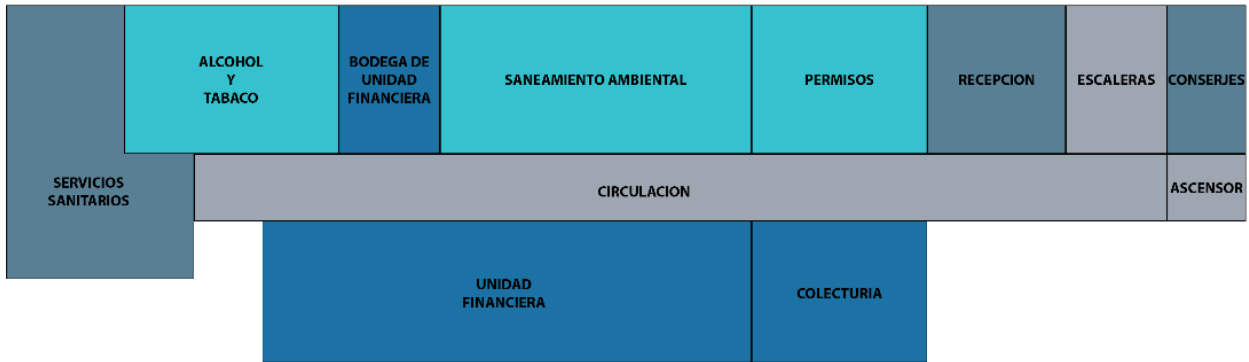 ALCOHOL
Y
TABACO
BODEGA DE
UNIDAD
FINANCIERA
SANEAMIENTO AMBIENTAL
PERMISOS
RECEPCION
ESCALERAS
CONSERJES
SERVICIOS
SANITARIOS
CIRCULACION
ASCENSOR
UNIDAD
FINANCIERA
COLECTURIA